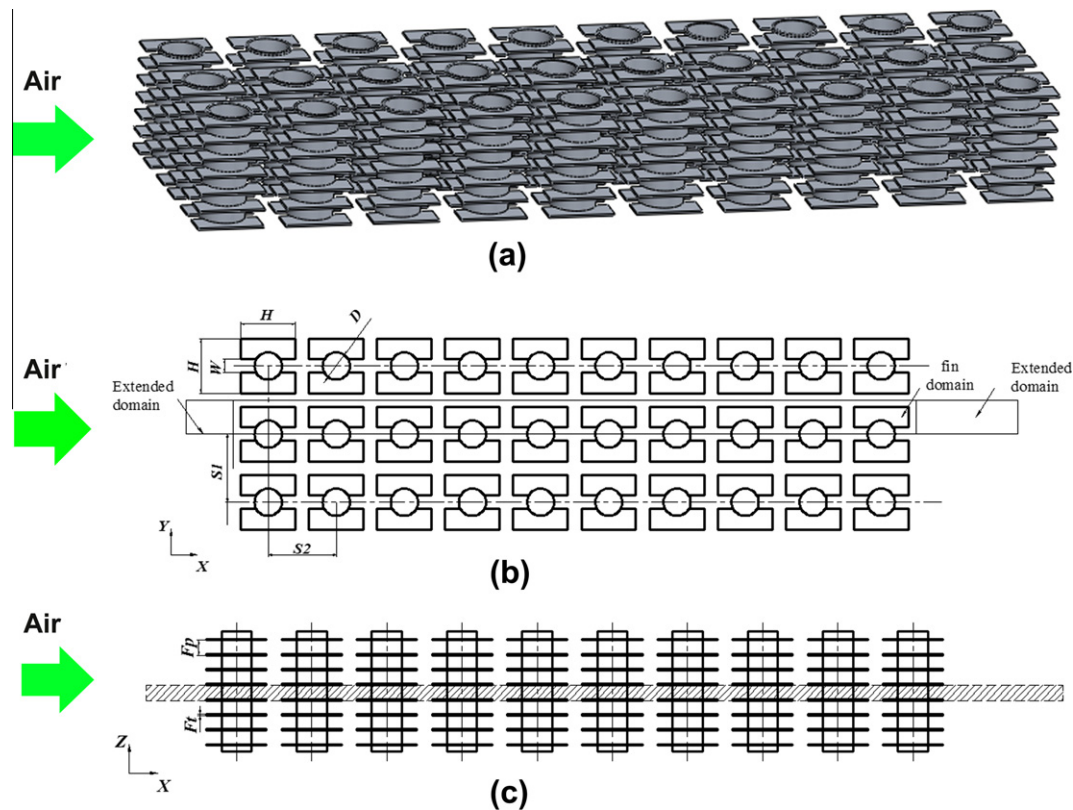 Air
(a)
H
D
H
W
Air
Extended
domain
fin
domain
Extended
domain
S1
S2
Y
X
(b)
Air
Fp
Ft
Z
X
(c)